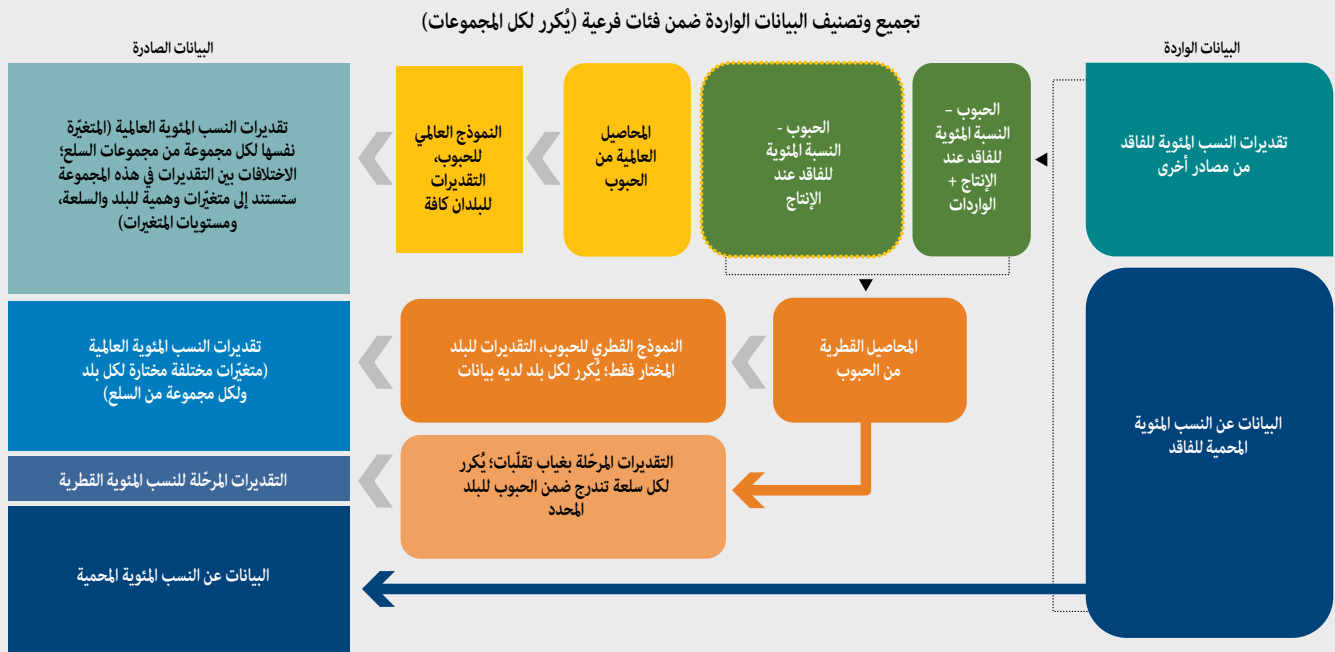 تجميع وتصنيف البيانات الواردة ضمن فئات فرعية (يُكرر لكل المجموعات)
البيانات الواردة
البيانات الصادرة
تقديرات النسب المئوية للفاقد
من مصادر أخرى
الحبوب –
النسبة المئوية
للفاقد عند
الإنتاج +
الواردات
الحبوب -
النسبة المئوية
للفاقد عند
الإنتاج
المحاصيل
العالمية من
الحبوب
النموذج العالمي
للحبوب،
التقديرات
للبلدان كافة
تقديرات النسب المئوية العالمية (المتغيّرة
نفسها لكل مجموعة من مجموعات السلع؛
الاختلافات بين التقديرات في هذه المجموعة
ستستند إلى متغيّرات وهمية للبلد والسلعة،
ومستويات المتغيرات)
المحاصيل القطرية
من الحبوب
النموذج القطري للحبوب، التقديرات للبلد
المختار فقط؛ يُكرر لكل بلد لديه بيانات
تقديرات النسب المئوية العالمية
(متغيّرات مختلفة مختارة لكل بلد
ولكل مجموعة من السلع)
البيانات عن النسب المئوية
المحمية للفاقد
التقديرات المرحّلة بغياب تقلّبات؛ يُكرر
لكل سلعة تندرج ضمن الحبوب للبلد
المحدد
التقديرات المرحّلة للنسب المئوية القطرية
البيانات عن النسب المئوية المحمية